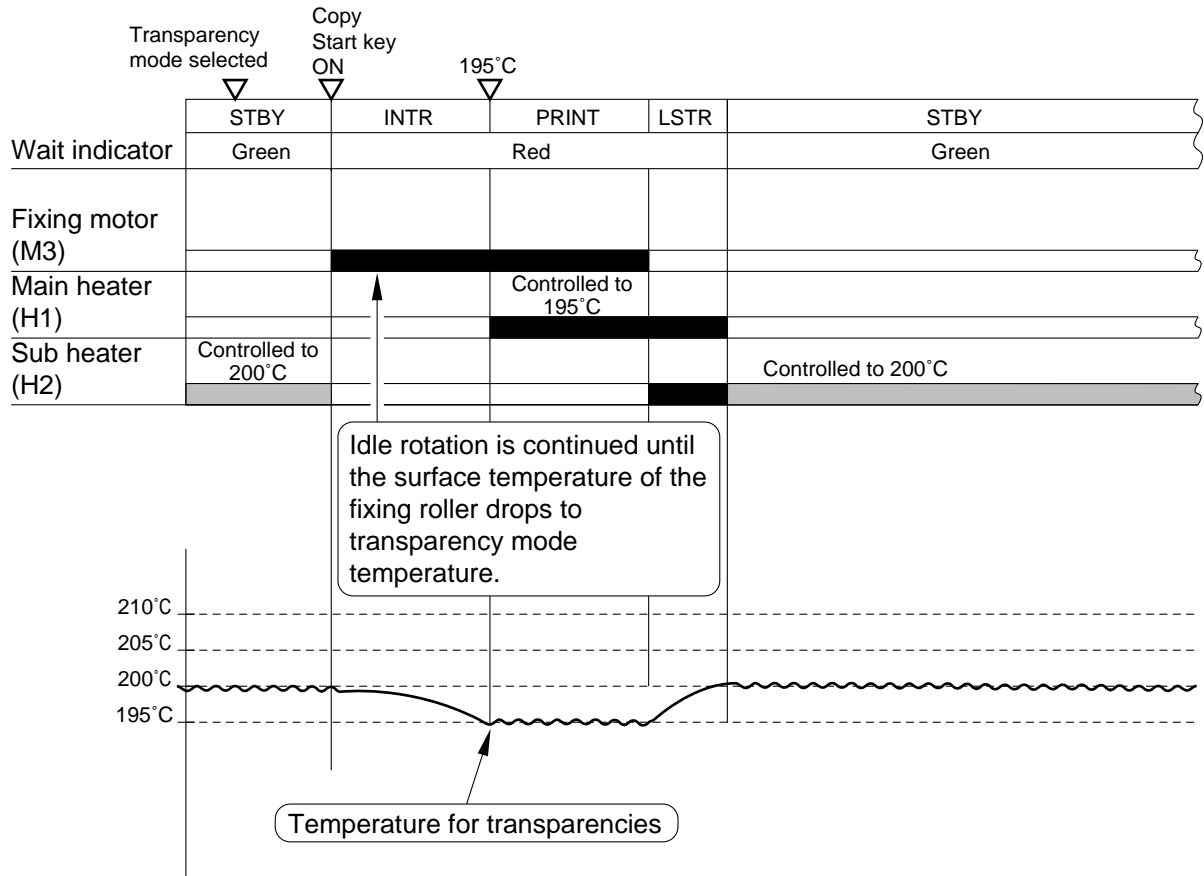 Transparency
mode selected
Copy
Start key
ON
195˚C
STBY
INTR
PRINT
LSTR
STBY
Wait indicator
Green
Red
Green
Fixing motor
(M3)
Main heater
(H1)
Controlled to
195˚C
Sub heater
(H2)
Controlled to
200˚C
Controlled to 200˚C
Idle rotation is continued until
the surface temperature of the
fixing roller drops to
transparency mode
temperature.
210˚C
205˚C
200˚C
195˚C
Temperature for transparencies